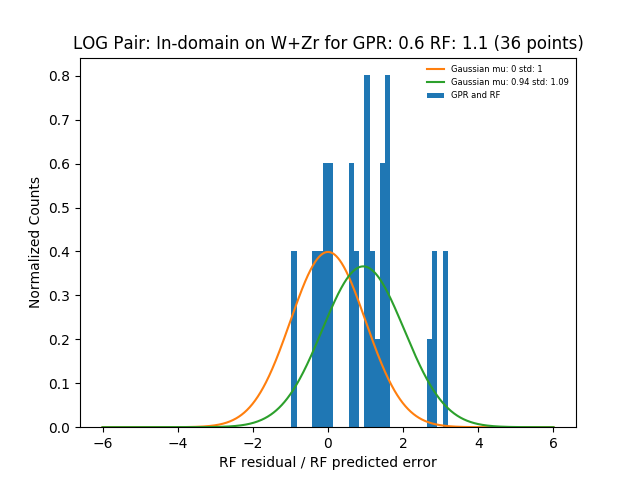 LOG Pair: In-domain on W+Zr for GPR: 0.6 RF: 1.1 (36 points)
Gaussian mu: 0 std: 1
Gaussian mu: 0.94 std: 1.09
GPR and RF
Normalized Counts
0.8
0.7
0.6
0.5
0.4
0.3
0.2
0.1
0.0
−6 −4 −2 0 2 4 6
RF residual / RF predicted error